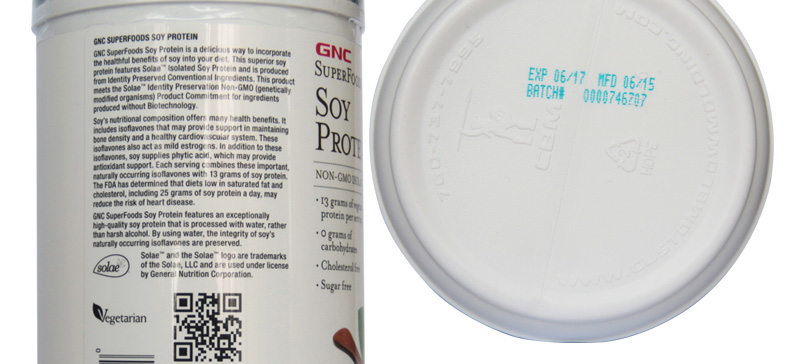 GNC SUPERFOODS SOY PROTEIN
GNC SuperFoods Soy Protein is a delicious way to incorporate
the healthful benefits of soy into your diet. This superior soy
protein features Solae™ Isolated Soy Protein and is produced
from Identity Preserved Conventional Ingredients. This product
meets the Solae™ Identity Preservation Non-GMO (genetically
modified organisms) Product Commitment for ingredients
produced without Biotechnology.
Soy's nutritional composition offers many health benefits. It
includes isoflavones that may provide support in maintaining
bone density and a healthy cardiovascular system. These
isoflavones also act as mild estrogens. In addition to these
isoflavones, soy supplies phytic acid, which may provide
antioxidant support. Each serving combines these important,
naturally occurring isoflavones with 13 grams of soy protein.
The FDA has determined that diets low in saturated fat and
cholesterol, including 25 grams of soy protein a day, may
reduce the risk of heart disease.
GNC SuperFoods Soy Protein features an exceptionally
high-quality soy protein that is processed with water, rather
than harsh alcohol. By using water, the integrity of soy's
naturally occurring isoflavones are preserved.
solae™
Solae™ and the Solae™ logo are trademarks
of the Solae, LLC and are used under license
by General Nutrition Corporation.
Vegetarian
GNC
SUPERFOO
SOY
PROTE
NON-GMO
• 13 grams of
protein per
• 0 grams of
carbohydrate
• Cholesterol
• Sugar free
EXP 06/17 MFD 06/15
BATCH# 0000746707
HDPE